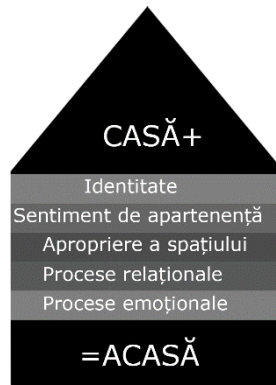 CASĂ+
Identitate
Sentiment de apartenență
Apropriere a spațiului
Procese relaționale
Procese emoționale
=ACASĂ